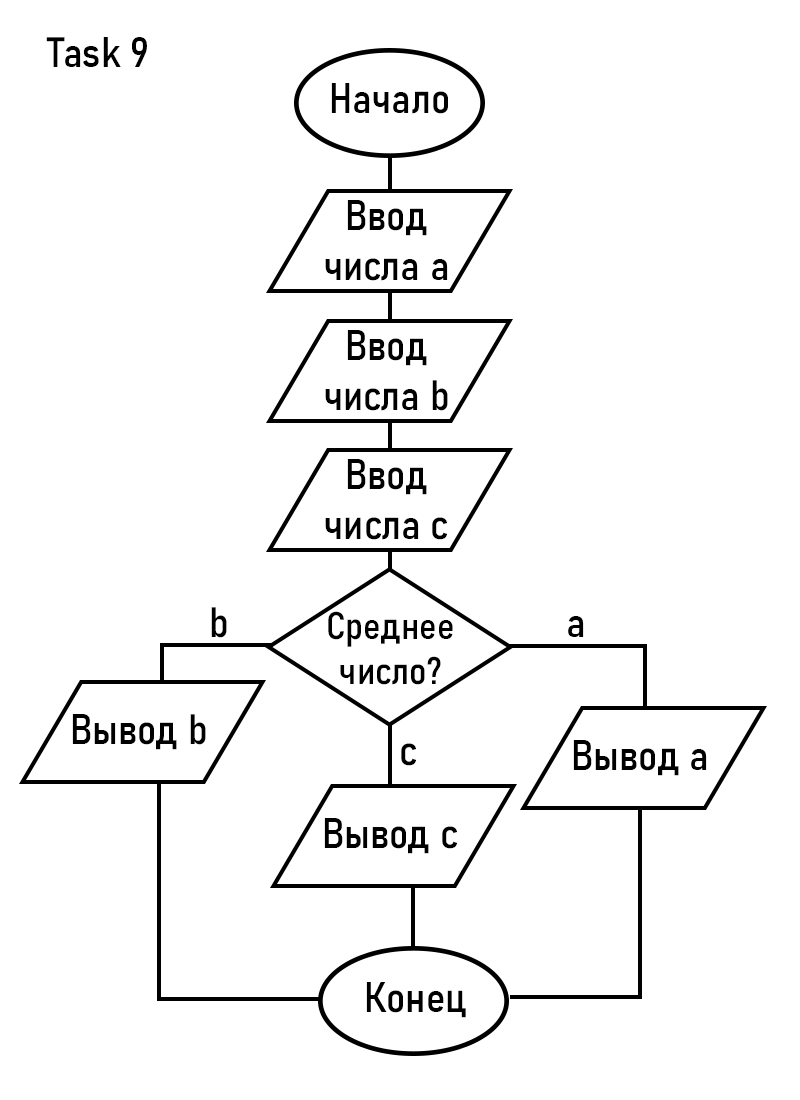 Task 9
Начало
Ввод
числа a
Ввод
числа b
Ввод
числа c
b
Среднее
число?
a
Вывод b
c
Вывод a
Вывод c
Конец